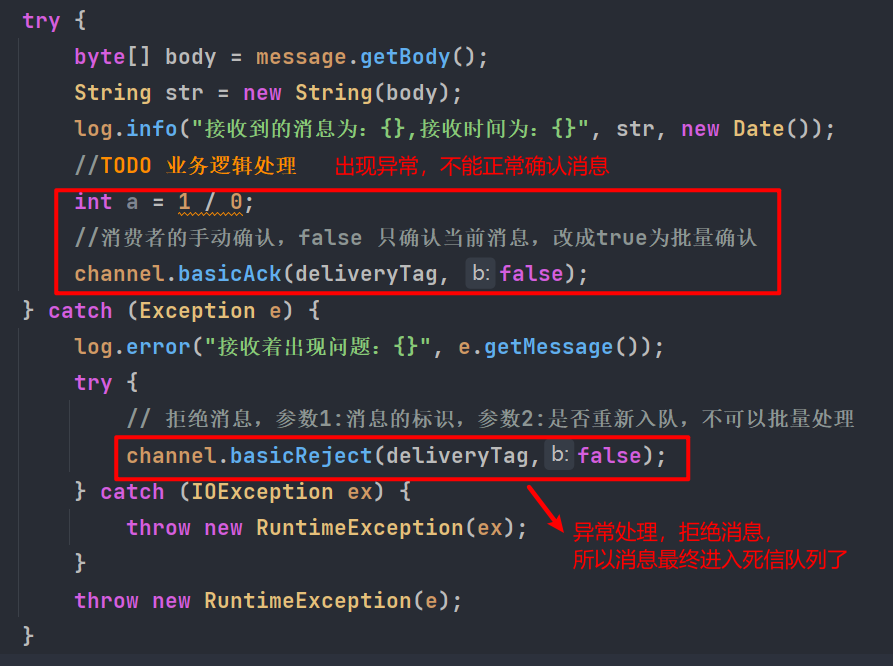 try {
byte[] body = message.getBody();
String str = new String(body);
log.info("接收到的消息为: {},接收时间为: {}", str, new Date());
//TODO 业务逻辑处理 出现异常，不能正常确认消息
int a = 1 / 0;
//消费者的手动确认，false 只确认当前消息，改成true为批量确认
channel.basicAck(deliveryTag, b: false);
} catch (Exception e) {
log.error("接收着出现问题: {}", e.getMessage());
try {
// 拒绝消息，参数1:消息的标识，参数2:是否重新入队，不可以批量处理
channel.basicReject(deliveryTag, b: false);
} catch (IOException ex) {
throw new RuntimeException(ex);
异常处理，拒绝消息，
所以消息最终进入死信队列了
}
throw new RuntimeException(e);
}